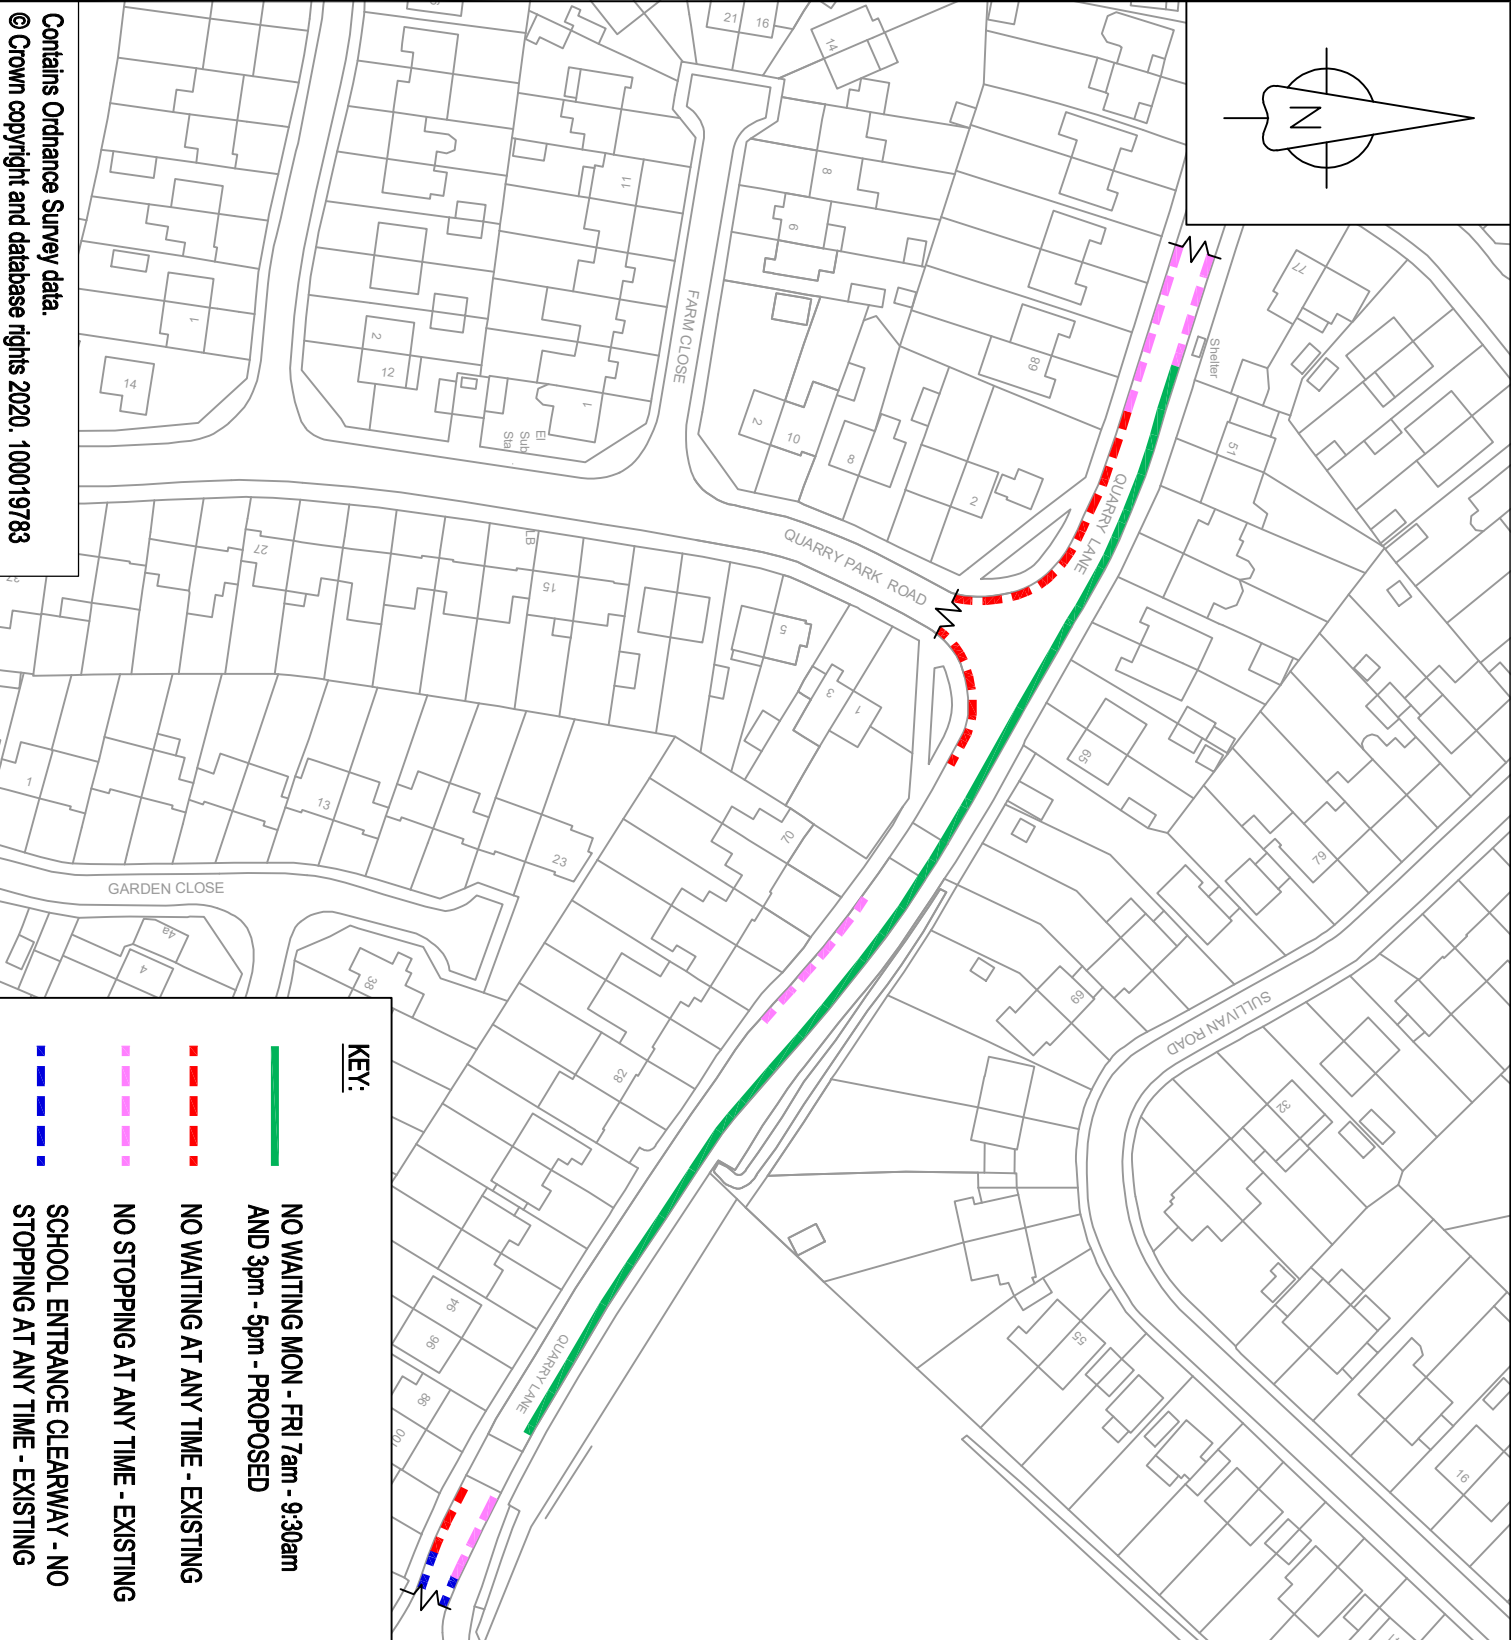 N
Contains Ordnance Survey data.
© Crown copyright and database rights 2020. 100019783
KEY:
NO WAITING MON - FRI 7am - 9:30am
AND 3pm - 5pm - PROPOSED
NO WAITING AT ANY TIME - EXISTING
NO STOPPING AT ANY TIME - EXISTING
SCHOOL ENTRANCE CLEARWAY - NO
STOPPING AT ANY TIME - EXISTING
QUARRY LANE
QUARRY LANE
QUARRY PARK ROAD
FARM CLOSE
GARDEN CLOSE
SULLIVAN ROAD
Shelter
El
Sub
Sta
LB
21
16
14
8
6
11
77
89
51
2
10
8
2
1
2
12
1
14
27
15
5
3
1
65
79
70
13
23
1
4a
4
38
69
82
32
94
96
98
100
55
16